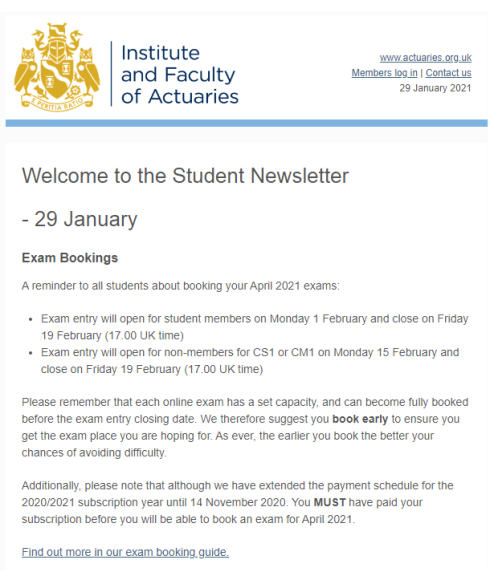 Institute
and Faculty
of Actuaries
E PERITIA RATIO
www.actuaries.org.uk
Members log in | Contact us
29 January 2021
Welcome to the Student Newsletter
- 29 January
Exam Bookings
A reminder to all students about booking your April 2021 exams:
• Exam entry will open for student members on Monday 1 February and close on Friday
19 February (17.00 UK time)
• Exam entry will open for non-members for CS1 or CM1 on Monday 15 February and
close on Friday 19 February (17.00 UK time)
Please remember that each online exam has a set capacity, and can become fully booked
before the exam entry closing date. We therefore suggest you book early to ensure you
get the exam place you are hoping for. As ever, the earlier you book the better your
chances of avoiding difficulty.
Additionally, please note that although we have extended the payment schedule for the
2020/2021 subscription year until 14 November 2020. You MUST have paid your
subscription before you will be able to book an exam for April 2021.
Find out more in our exam booking guide.